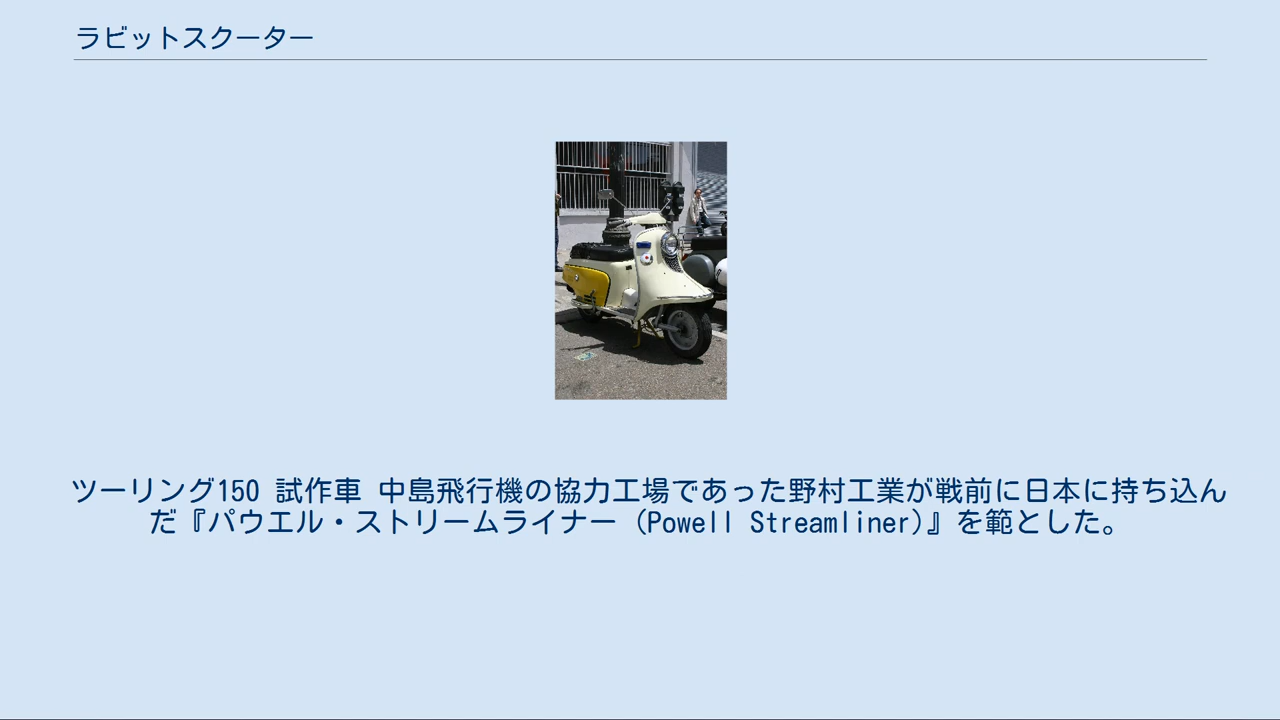 ラビットスクーター
ツーリング150 試作車 中島飛行機の協力工場であった野村工業が戦前に日本に持ち込ん
だ『パウエル・ストリームライナー (Powell Streamliner)』を範とした。